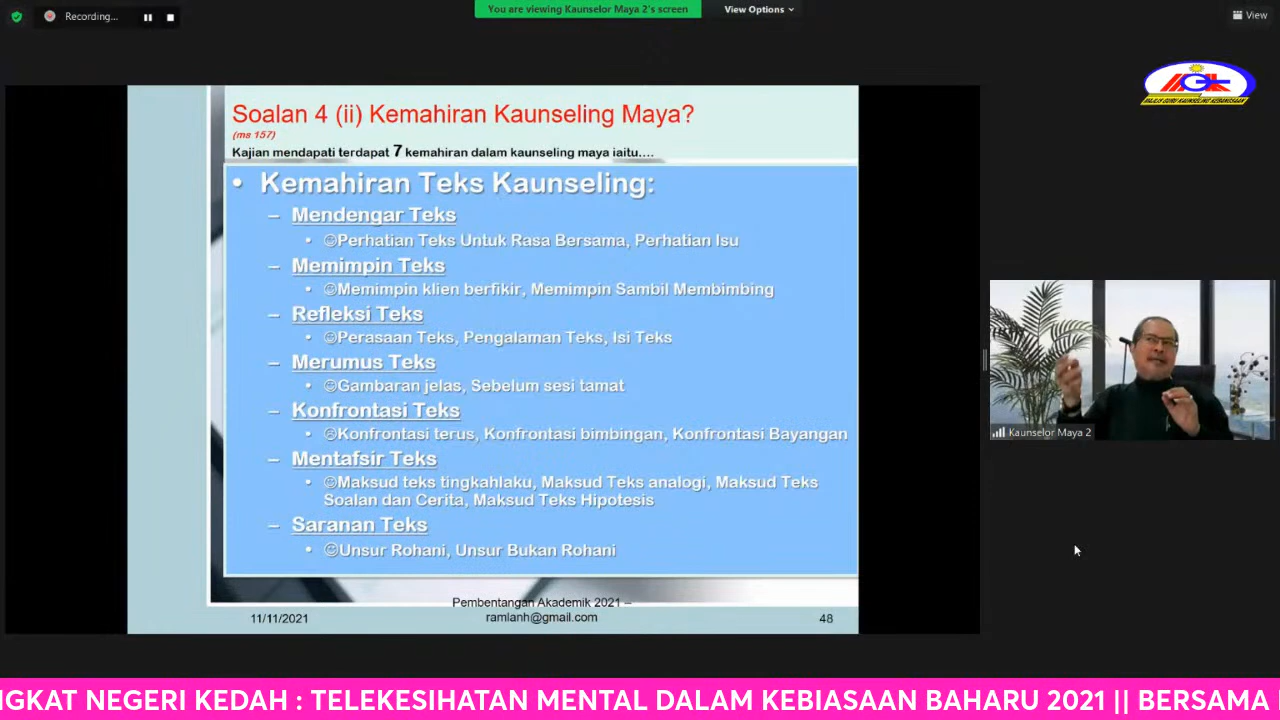 Recording...
You are viewing Kaunselor Maya 2's screen
View Options
View
MAJLIS GURU KAUNSELING KEBANGSAAN
Soalan 4 (ii) Kemahiran Kaunseling Maya?
(ms 157)
Kajian mendapati terdapat 7 kemahiran dalam kaunseling maya iaitu....
• Kemahiran Teks Kaunseling:
– Mendengar Teks
• ☺Perhatian Teks Untuk Rasa Bersama, Perhatian Isu
– Memimpin Teks
• ☺Memimpin klien berfikir, Memimpin Sambil Membimbing
– Refleksi Teks
• ☺Perasaan Teks, Pengalaman Teks, Isi Teks
– Merumus Teks
• ☺Gambaran jelas, Sebelum sesi tamat
– Konfrontasi Teks
• ☹Konfrontasi terus, Konfrontasi bimbingan, Konfrontasi Bayangan
– Mentafsir Teks
• ☺Maksud teks tingkahlaku, Maksud Teks analogi, Maksud Teks
Soalan dan Cerita, Maksud Teks Hipotesis
– Saranan Teks
• ☺Unsur Rohani, Unsur Bukan Rohani
Kaunselor Maya 2
Pembentangan Akademik 2021 –
11/11/2021 ramlanh@gmail.com 48
NGKAT NEGERI KEDAH : TELEKESIHATAN MENTAL DALAM KEBIASAAN BAHARU 2021 || BERSAMA